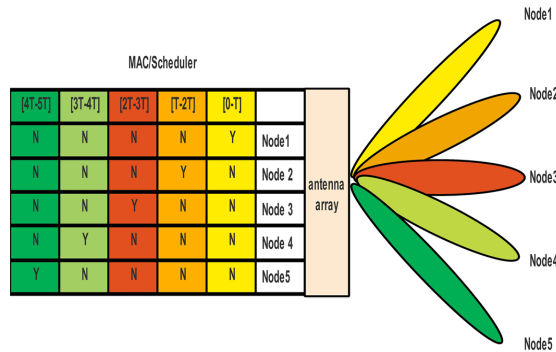 Node1
MAC/Scheduler
[4T-5T] [3T-4T] [2T-3T] [T-2T] [0-T]
N N N N Y Node1
Node2
N N N Y N Node 2
antenna
array
Node3
N N Y N N Node 3
N Y N N N Node 4
Node4
Y N N N N Node5
Node5